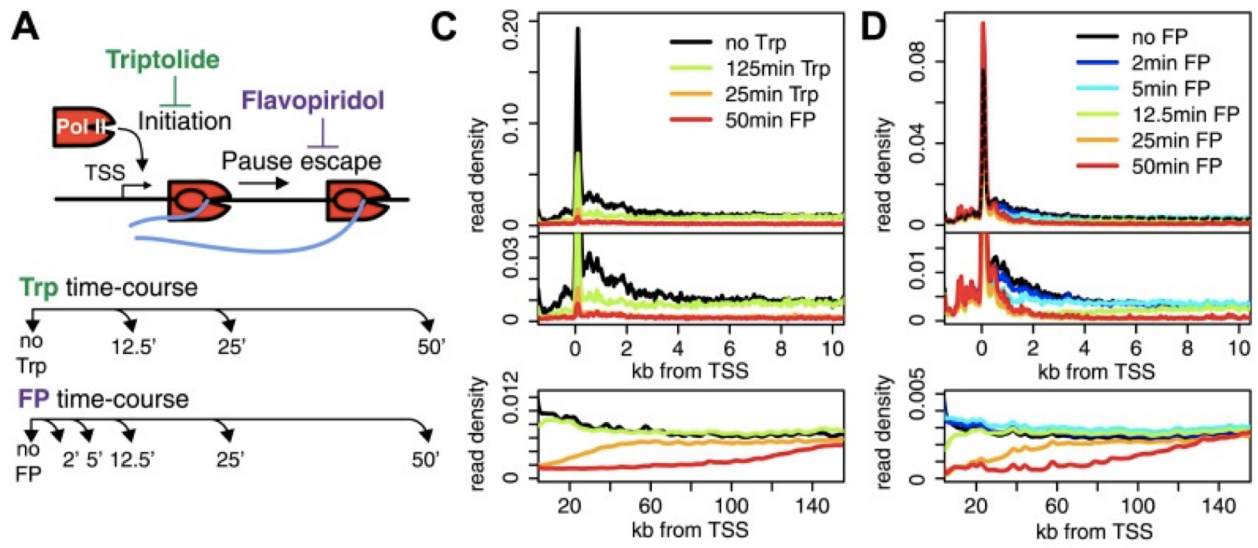 A
Triptolide
Flavopiridol
Pol II
Initiation
Pause escape
TSS
Trp time-course
no
Trp
12.5'
25'
50'
FP time-course
no
FP
2'
5'
12.5'
25'
50'
C
read density
0.20
0.10
0
no Trp
125min Trp
25min Trp
50min FP
0.03
0
0
2
4
6
8
10
kb from TSS
read density
0.012
0
20
60
100
140
kb from TSS
D
read density
0.08
0.04
0
no FP
2min FP
5min FP
12.5min FP
25min FP
50min FP
0.01
0
0
2
4
6
8
10
kb from TSS
read density
0.005
0
20
60
100
140
kb from TSS